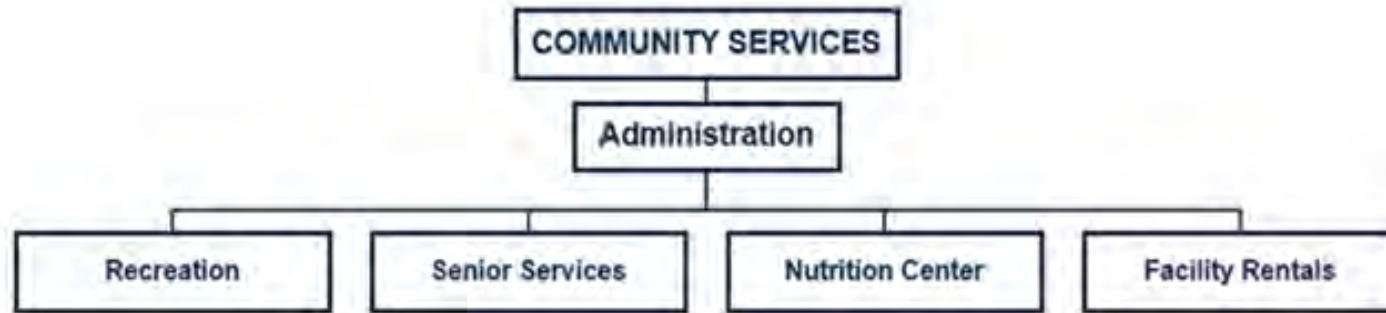 COMMUNITY SERVICES
Administration
Recreation
Senior Services
Nutrition Center
Facility Rentals